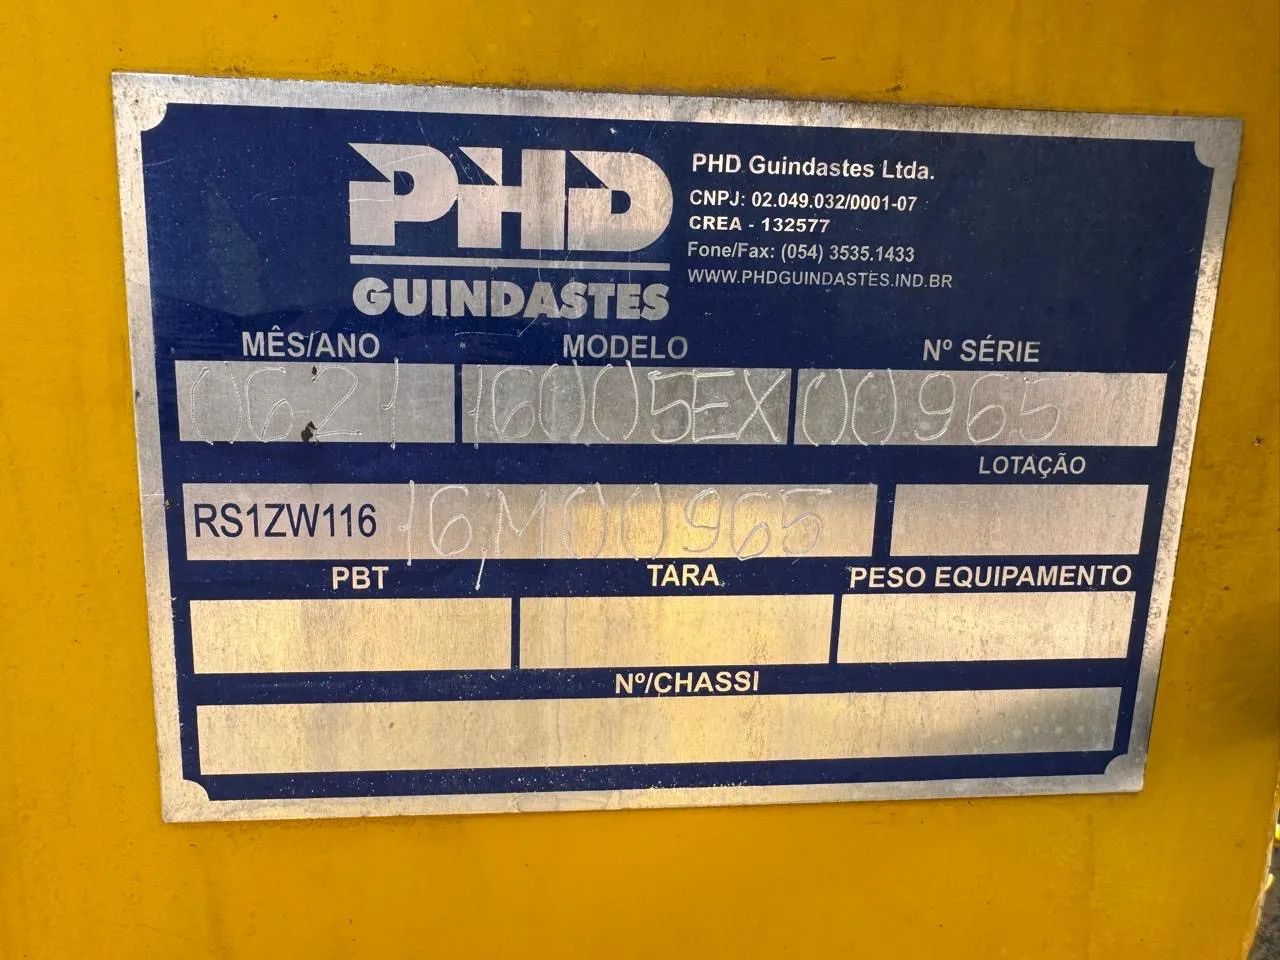 PHD
GUINDASTES
PHD Guindastes Ltda.
CNPJ: 02.049.032/0001-07
CREA - 132577
Fone/Fax: (054) 3535.1433
WWW.PHDGUINDASTES.IND.BR
MÊS/ANO MODELO Nº SÉRIE
0621 16005EX 00965
LOTAÇÃO
RS1ZW116 16M00965
PBT TARA PESO EQUIPAMENTO
Nº/CHASSI